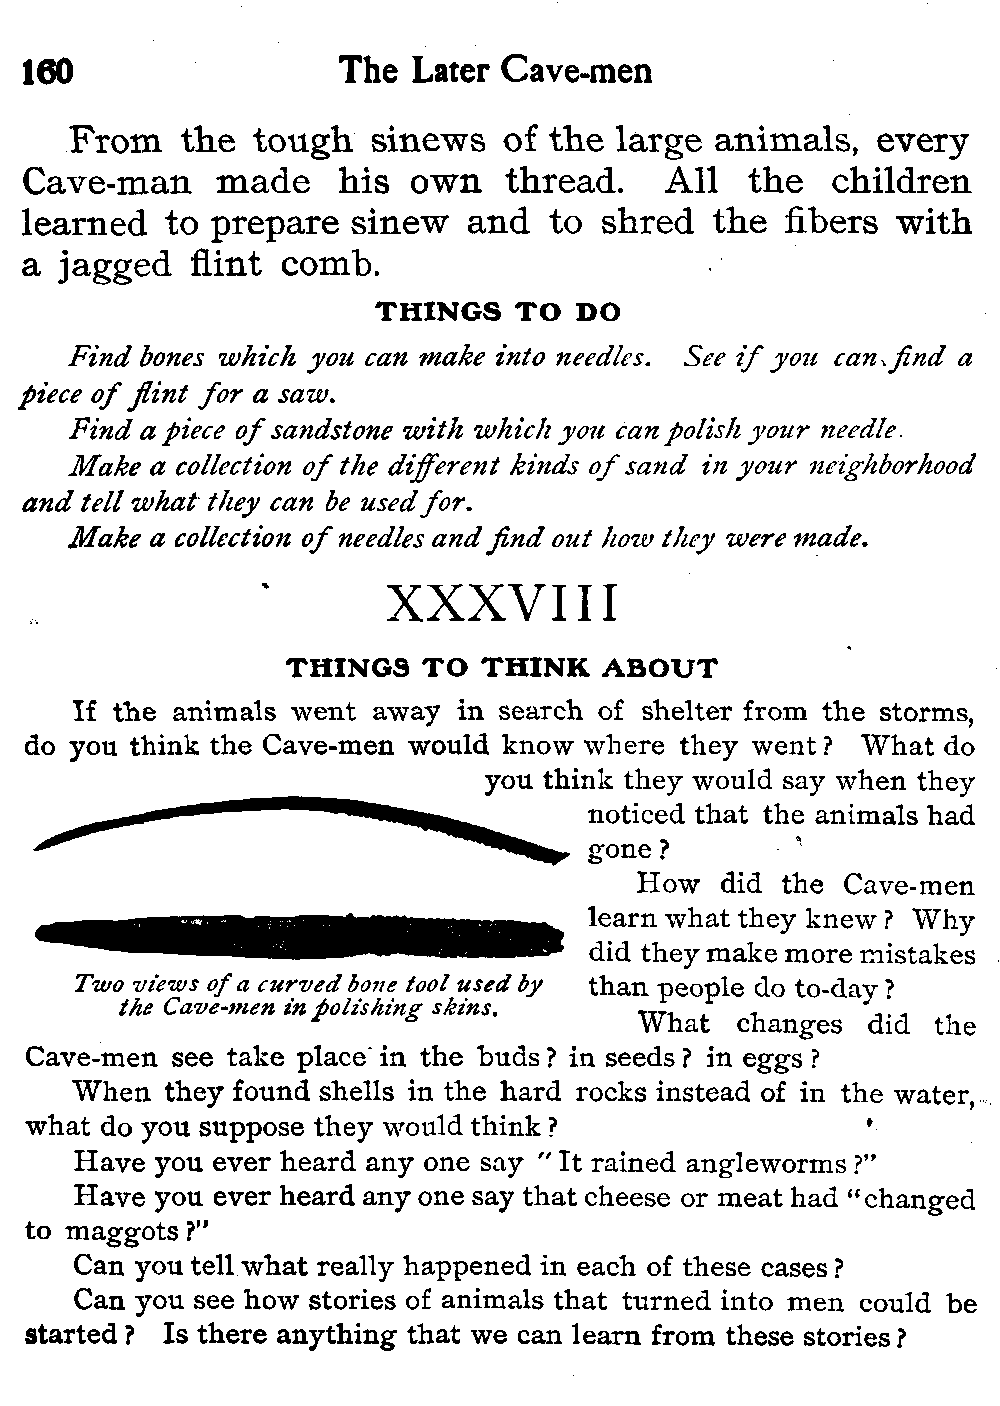 160 The Later Cave-men
From the tough sinews of the large animals, every
Cave-man made his own thread. All the children
learned to prepare sinew and to shred the fibers with
a jagged flint comb.
THINGS TO DO
Find bones which you can make into needles. See if you can find a
piece of flint for a saw.
Find a piece of sandstone with which you can polish your needle.
Make a collection of the different kinds of sand in your neighborhood
and tell what they can be used for.
Make a collection of needles and find out how they were made.
XXXVIII
THINGS TO THINK ABOUT
If the animals went away in search of shelter from the storms,
do you think the Cave-men would know where they went? What do
you think they would say when they
noticed that the animals had
gone?
How did the Cave-men
learn what they knew? Why
did they make more mistakes
than people do to-day?
Two views of a curved bone tool used by
the Cave-men in polishing skins.
What changes did the
Cave-men see take place in the buds? in seeds? in eggs?
When they found shells in the hard rocks instead of in the water,
what do you suppose they would think?
Have you ever heard any one say "It rained angleworms?"
Have you ever heard any one say that cheese or meat had "changed
to maggots?"
Can you tell what really happened in each of these cases?
Can you see how stories of animals that turned into men could be
started? Is there anything that we can learn from these stories?